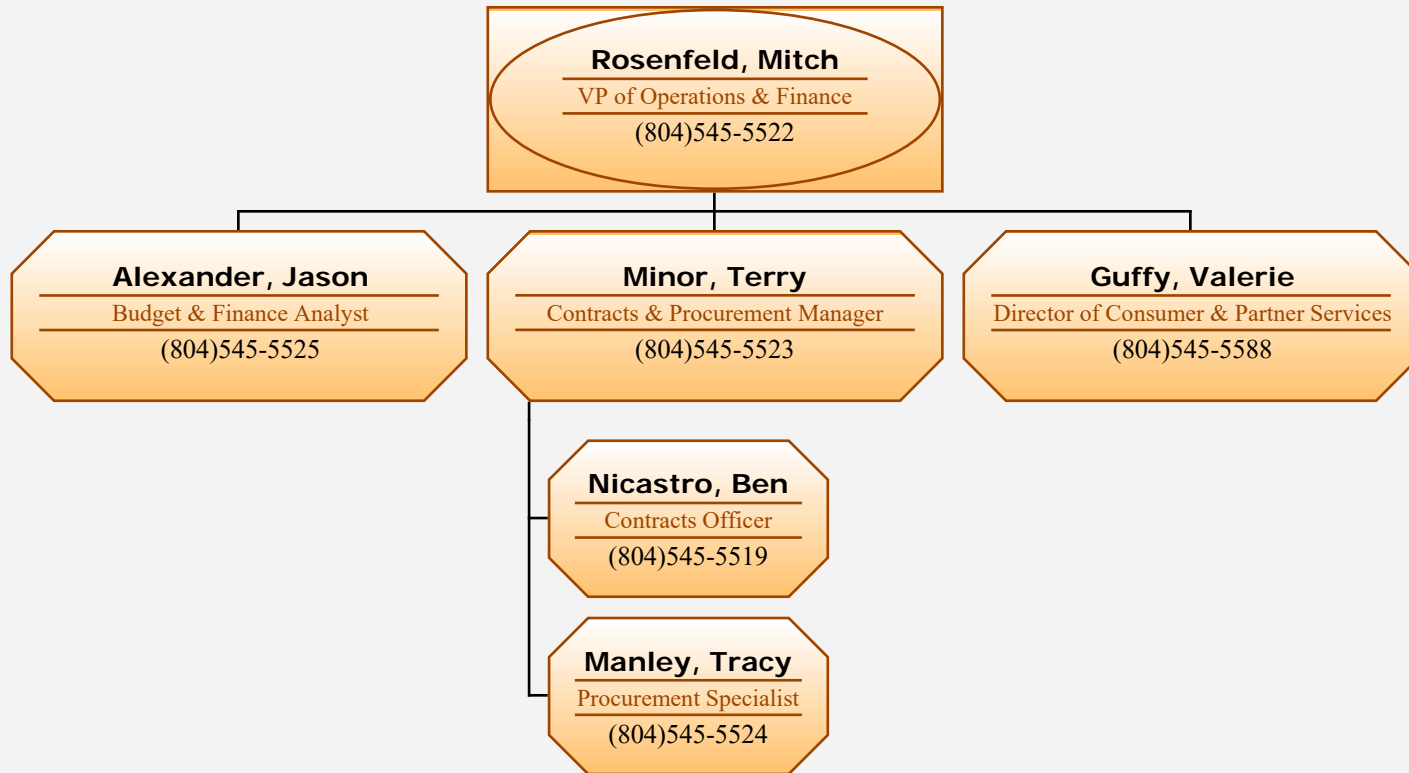 Rosenfeld, Mitch
VP of Operations & Finance
(804)545-5522
Alexander, Jason
Budget & Finance Analyst
(804)545-5525
Minor, Terry
Contracts & Procurement Manager
(804)545-5523
Guffy, Valerie
Director of Consumer & Partner Services
(804)545-5588
Nicastro, Ben
Contracts Officer
(804)545-5519
Manley, Tracy
Procurement Specialist
(804)545-5524